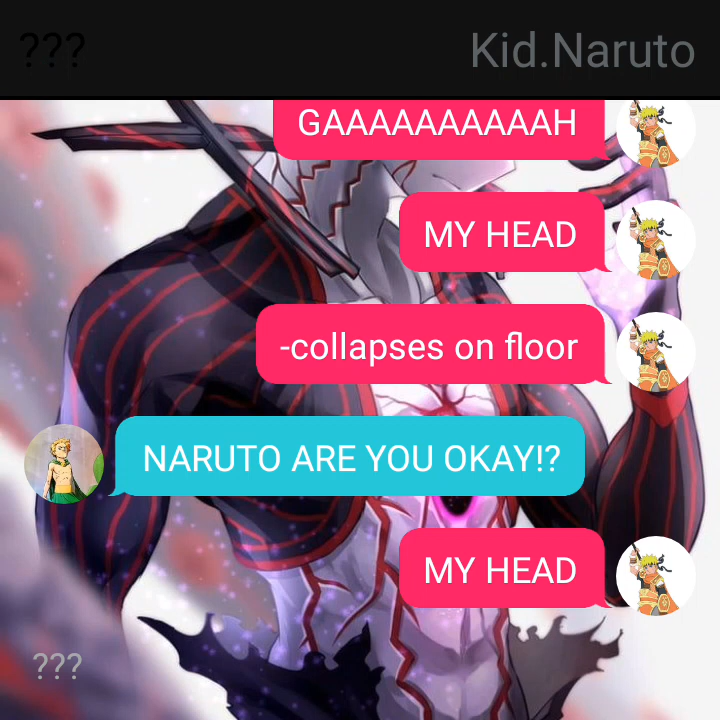 ???
Kid.Naruto
GAAAAAAAAAAH
MY HEAD
-collapses on floor
NARUTO ARE YOU OKAY!?
MY HEAD
???